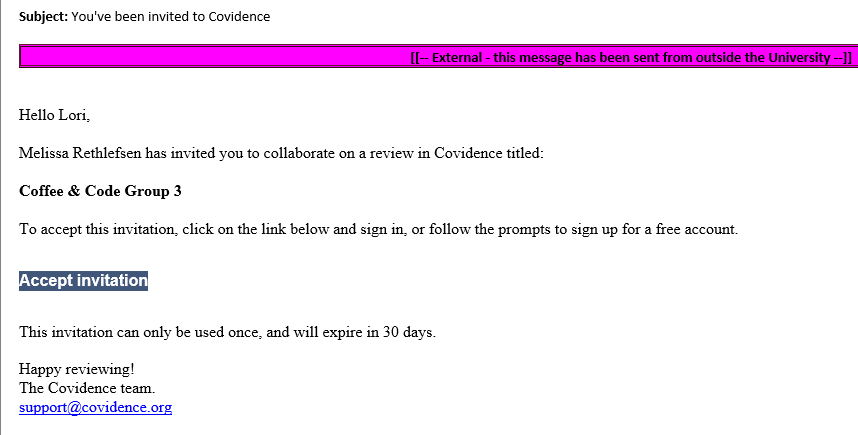 Subject: You've been invited to Covidence
[[-- External - this message has been sent from outside the University --]]
Hello Lori,
Melissa Rethlefsen has invited you to collaborate on a review in Covidence titled:
Coffee & Code Group 3
To accept this invitation, click on the link below and sign in, or follow the prompts to sign up for a free account.
Accept invitation
This invitation can only be used once, and will expire in 30 days.
Happy reviewing!
The Covidence team.
support@covidence.org